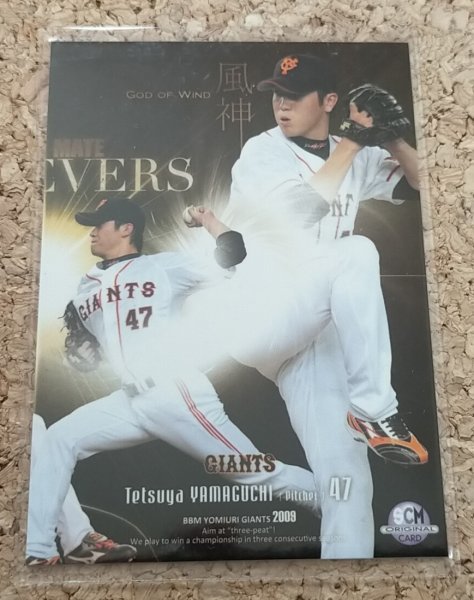 GOD OF WIND
風神
MATE
EVERS
GIANTS
47
GIANTS
Tetsuya YAMAGUCHI / Pitcher / 47
BBM YOMIURI GIANTS 2009
Aim at "three-peat"!
We play to win a championship in three consecutive seasons.
SCM
ORIGINAL
CARD